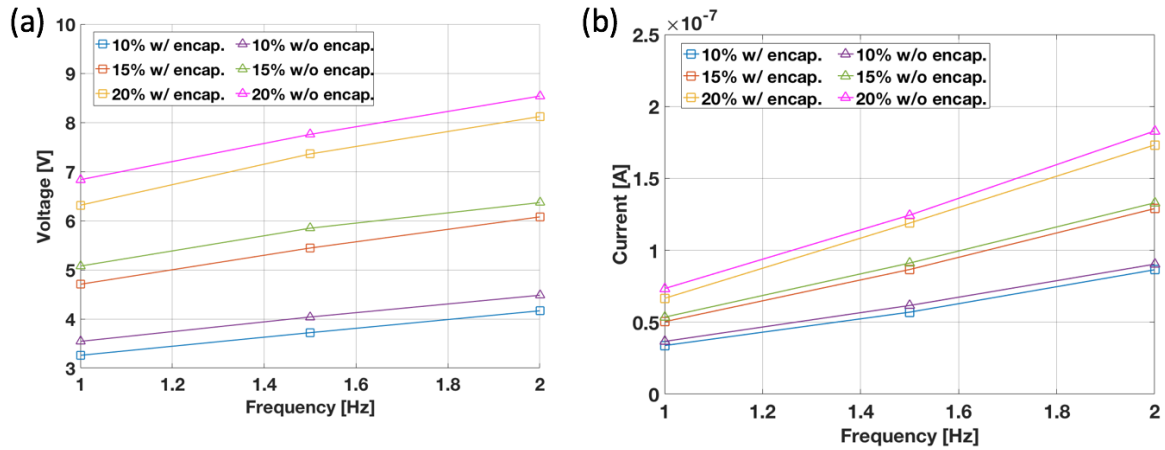 (a)
10
9
8
7
6
5
4
3
Voltage [V]
10% w/ encap.
15% w/ encap.
20% w/ encap.
10% w/o encap.
15% w/o encap.
20% w/o encap.
1 1.2 1.4 1.6 1.8 2
Frequency [Hz]
(b)
×10⁻⁷
2.5
2
1.5
1
0.5
0
Current [A]
10% w/ encap.
15% w/ encap.
20% w/ encap.
10% w/o encap.
15% w/o encap.
20% w/o encap.
1 1.2 1.4 1.6 1.8 2
Frequency [Hz]